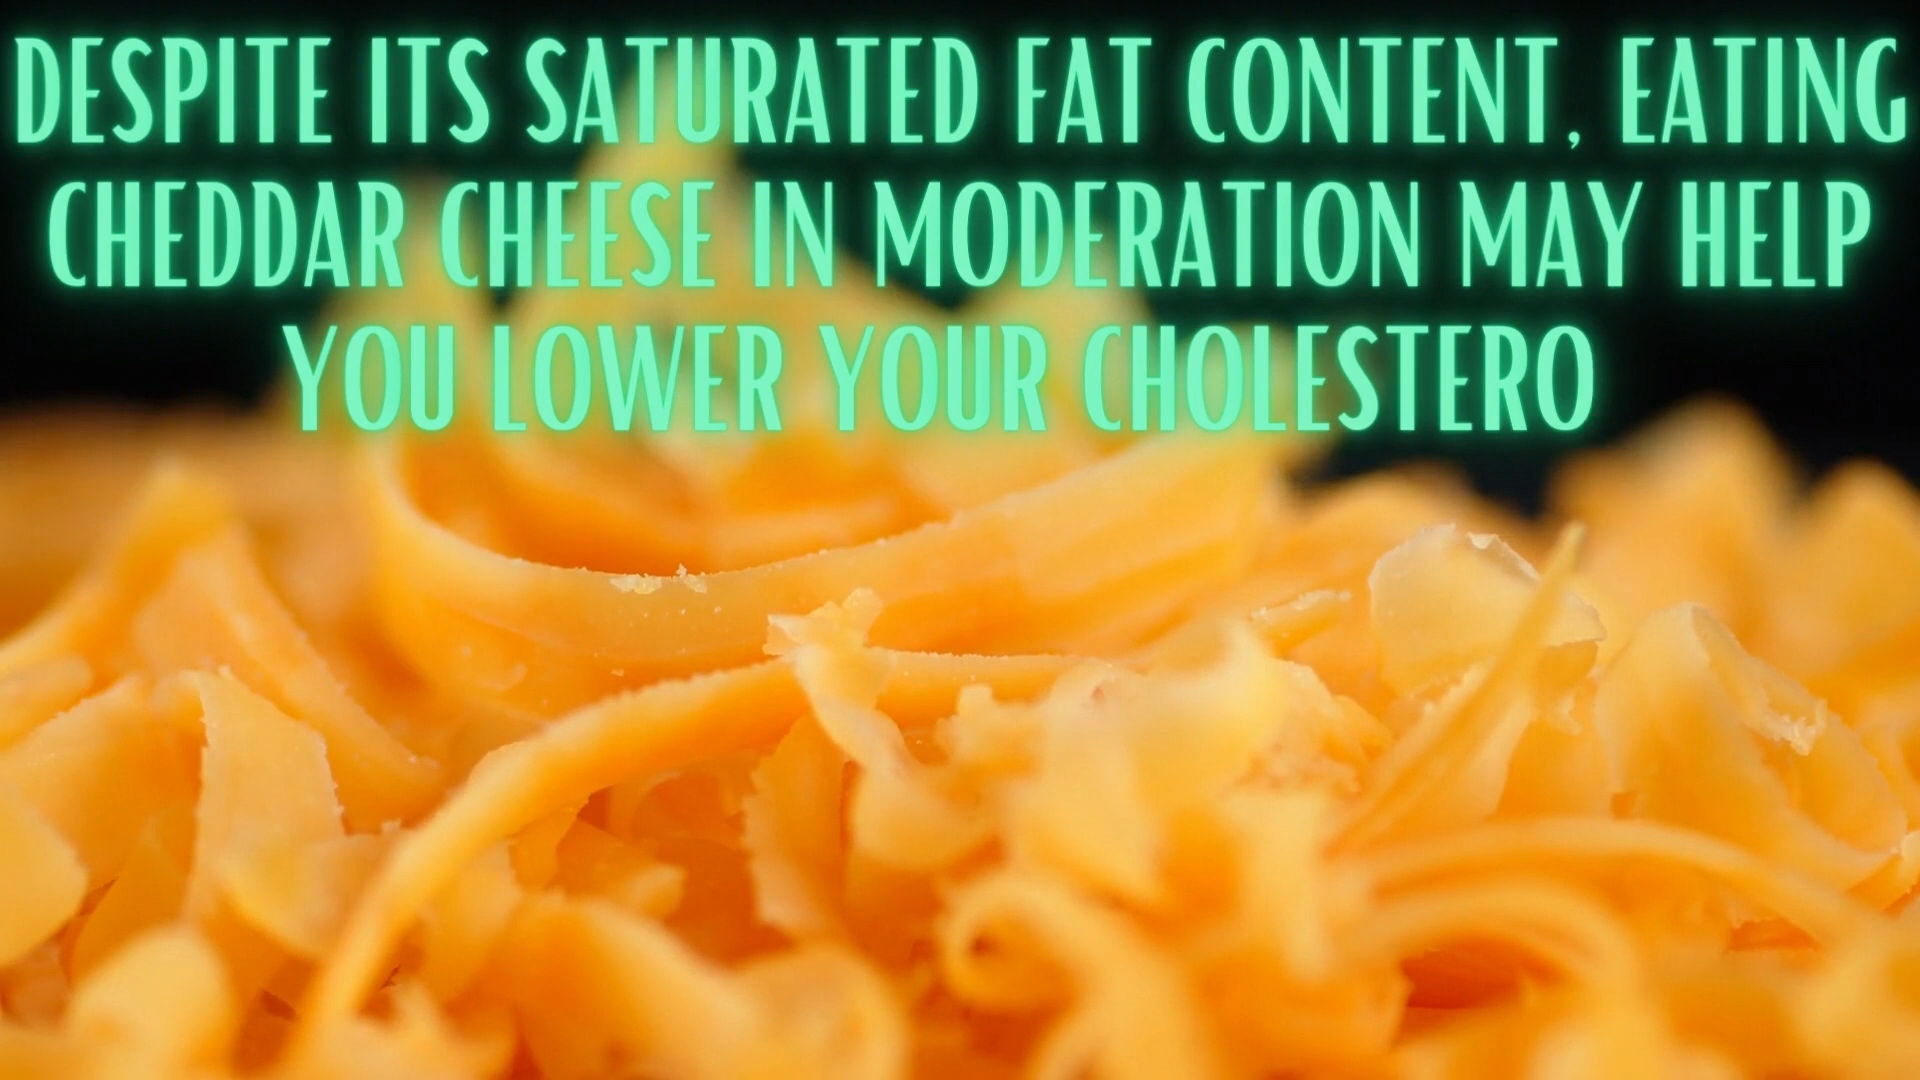 DESPITE ITS SATURATED FAT CONTENT, EATING
CHEDDAR CHEESE IN MODERATION MAY HELP
YOU LOWER YOUR CHOLESTERO